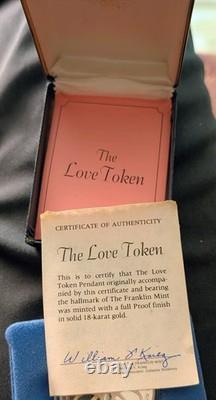 The
Love Token
CERTIFICATE OF AUTHENTICITY
The Love Token
This is to certify that The Love
Token Pendant originally accompa-
nied by this certificate and bearing
the hallmark of The Franklin Mint
was minted with a full Proof finish
in solid 18-karat gold.